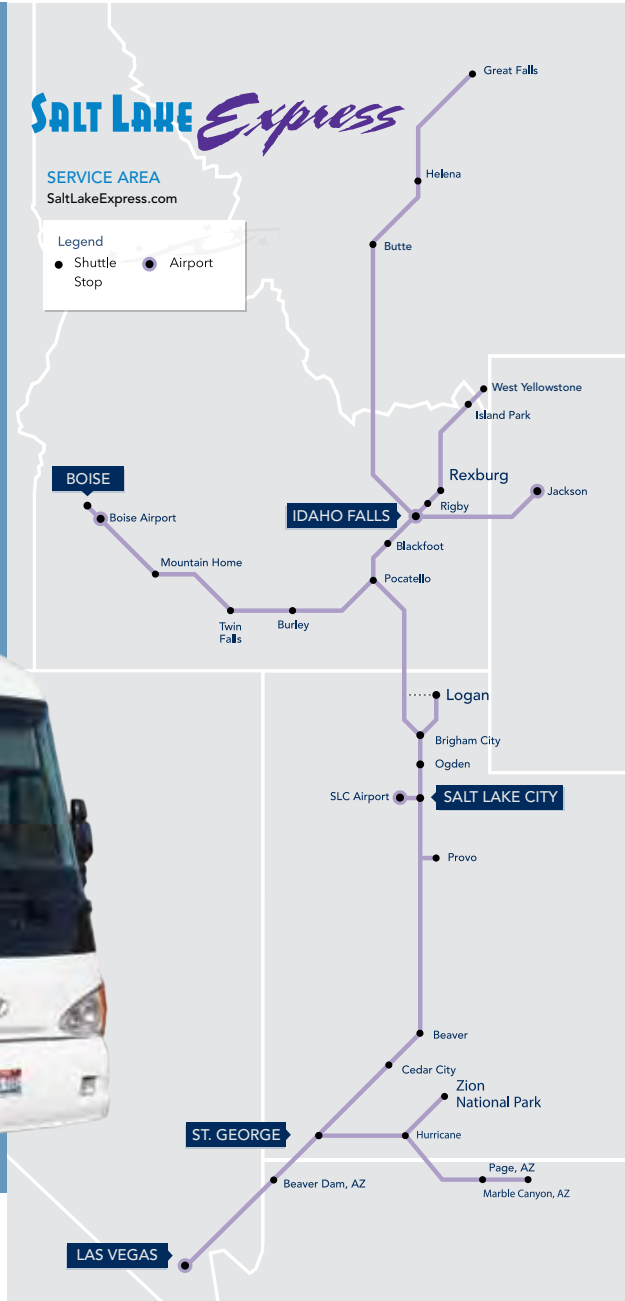 SALT LAKE Express
SERVICE AREA
SaltLakeExpress.com
Legend
Shuttle
Stop
Airport
Great Falls
Helena
Butte
West Yellowstone
Island Park
Rexburg
Jackson
Rigby
IDAHO FALLS
BOISE
Boise Airport
Blackfoot
Mountain Home
Pocatello
Twin
Falls
Burley
Logan
Brigham City
Ogden
SLC Airport
SALT LAKE CITY
Provo
Beaver
Cedar City
Zion
National Park
ST. GEORGE
Hurricane
Page, AZ
Marble Canyon, AZ
Beaver Dam, AZ
LAS VEGAS